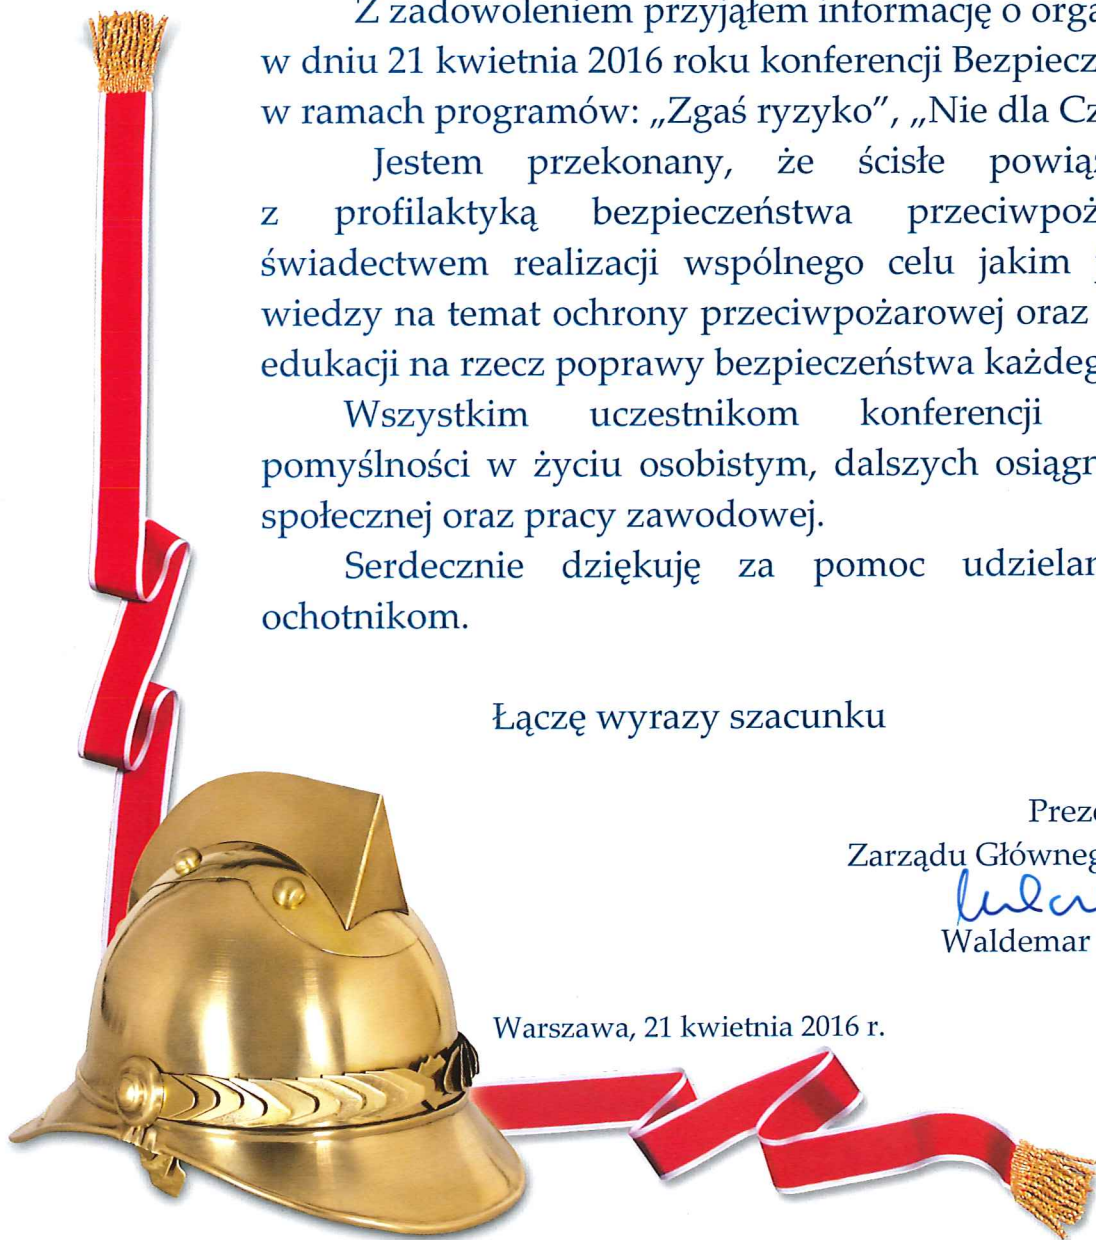 Z zadowoleniem przyjąłem informację o orga
w dniu 21 kwietnia 2016 roku konferencji Bezpiecz
w ramach programów: „Zgaś ryzyko”, „Nie dla Cz
Jestem przekonany, że ścisłe powiąz
z profilaktyką bezpieczeństwa przeciwpoż
świadectwem realizacji wspólnego celu jakim
wiedzy na temat ochrony przeciwpożarowej oraz
edukacji na rzecz poprawy bezpieczeństwa każdeg
Wszystkim uczestnikom konferencji
pomyślności w życiu osobistym, dalszych osiągn
społecznej oraz pracy zawodowej.
Serdecznie dziękuję za pomoc udzielan
ochotnikom.
Łączę wyrazy szacunku
Preze
Zarządu Główneg
Waldemar
Warszawa, 21 kwietnia 2016 r.